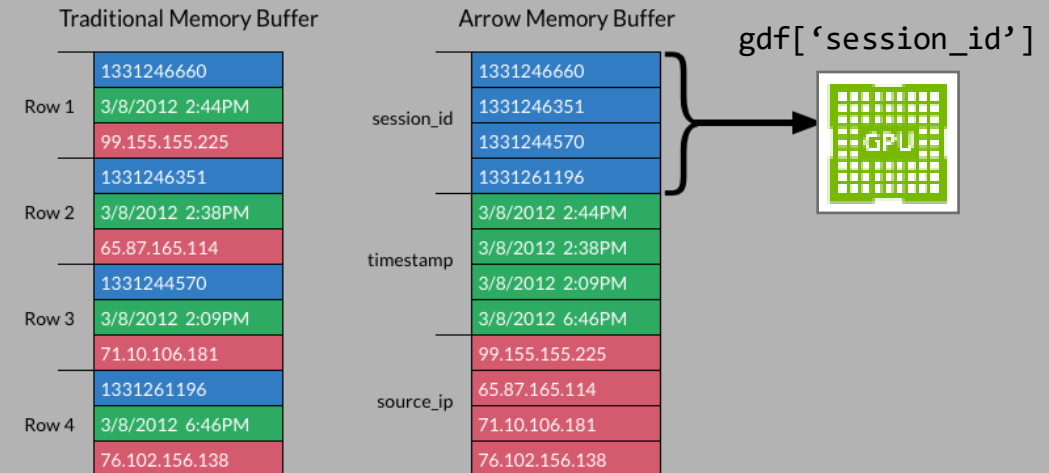 Traditional Memory Buffer
Row 1
1331246660
3/8/2012 2:44PM
99.155.155.225
Row 2
1331246351
3/8/2012 2:38PM
65.87.165.114
Row 3
1331244570
3/8/2012 2:09PM
71.10.106.181
Row 4
1331261196
3/8/2012 6:46PM
76.102.156.138
Arrow Memory Buffer
session_id
1331246660
1331246351
1331244570
1331261196
timestamp
3/8/2012 2:44PM
3/8/2012 2:38PM
3/8/2012 2:09PM
3/8/2012 6:46PM
source_ip
99.155.155.225
65.87.165.114
71.10.106.181
76.102.156.138
gdf[‘session_id’]
GPU